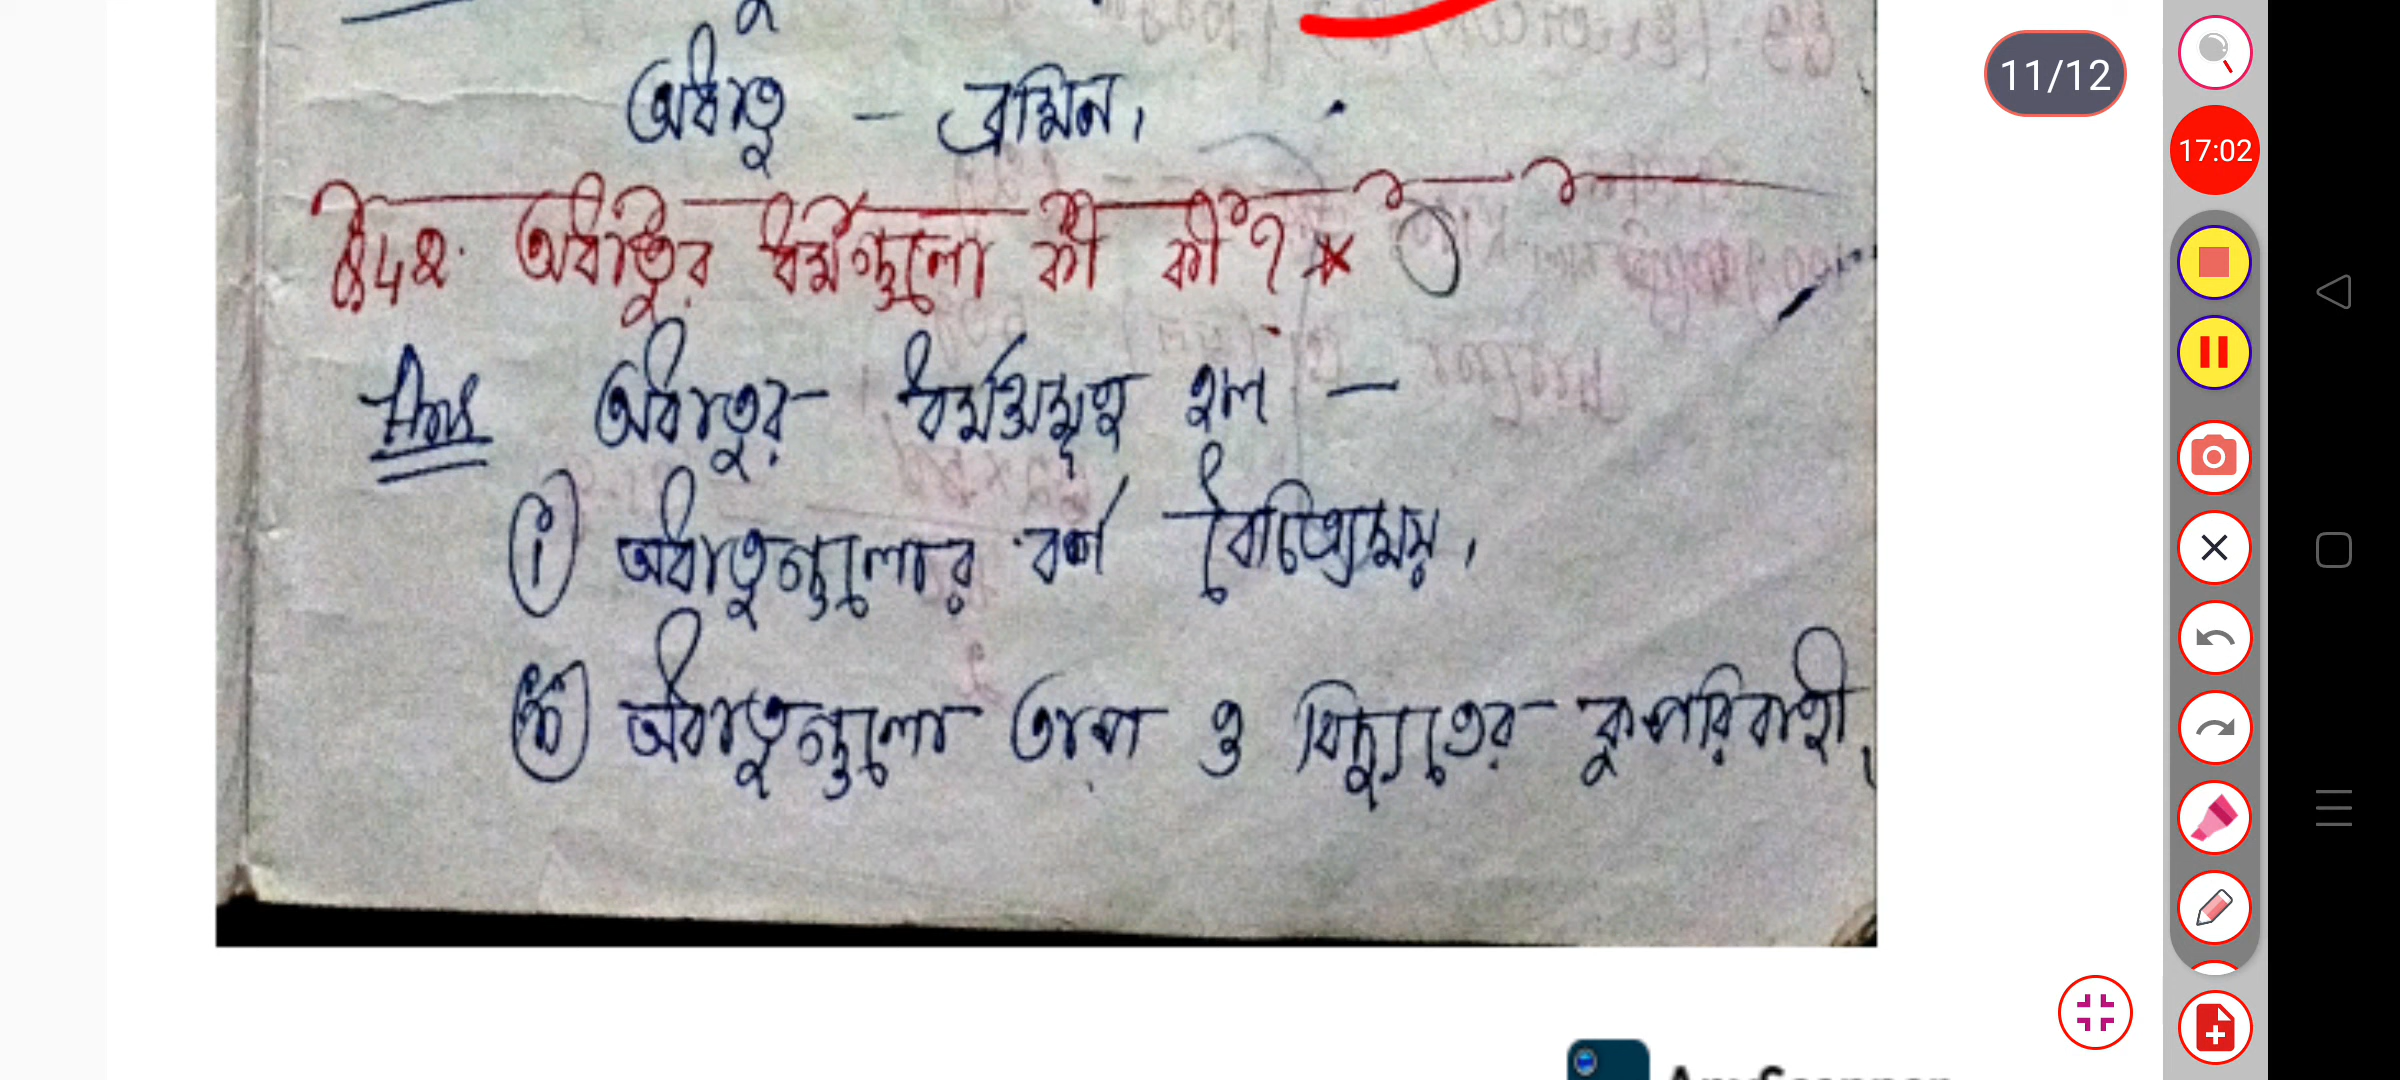 অধাতু – ব্রোমিন।
প্রঃ৪২. অধাতুর ধর্মগুলো কী কী? *
Ans অধাতুর ধর্মসমূহ হল –
(i) অধাতুগুলোর বর্ণ বৈচিত্র্যময়।
(ii) অধাতুগুলো তাপ ও বিদ্যুতের কুপরিবাহী।
11/12
17:02